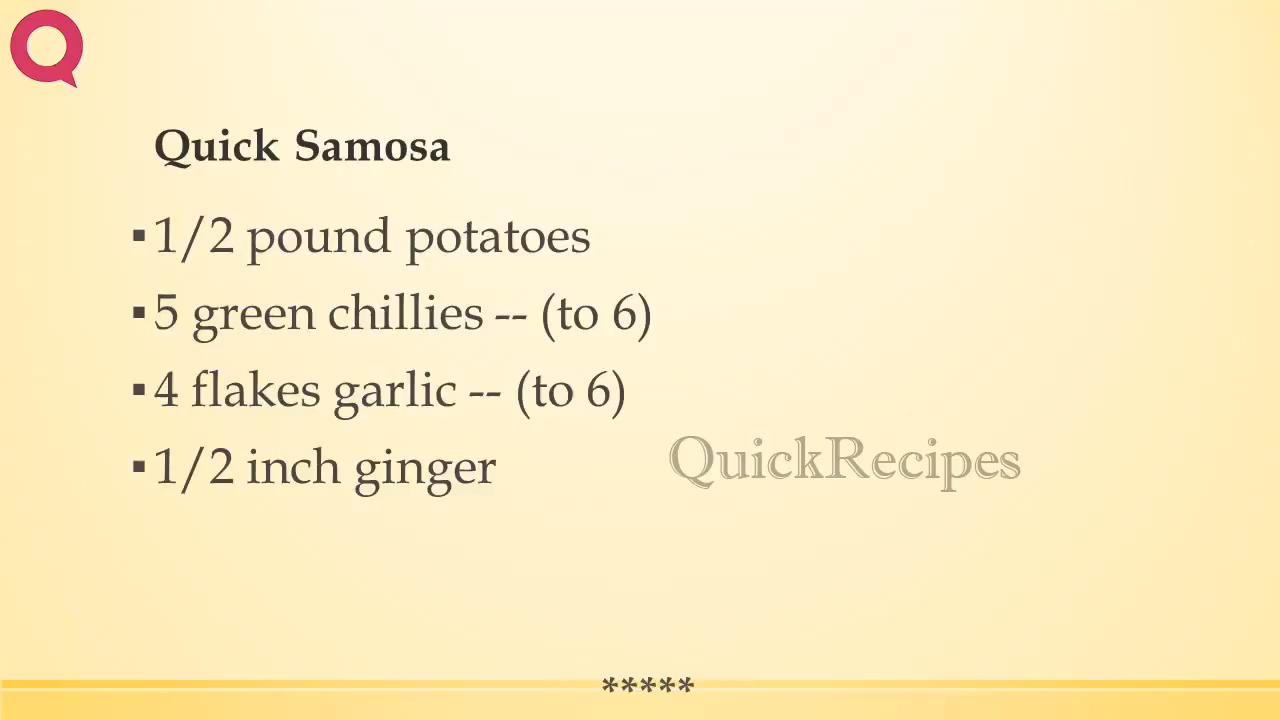 Quick Samosa
▪1/2 pound potatoes
▪5 green chillies -- (to 6)
▪4 flakes garlic -- (to 6)
▪1/2 inch ginger
QuickRecipes
*****